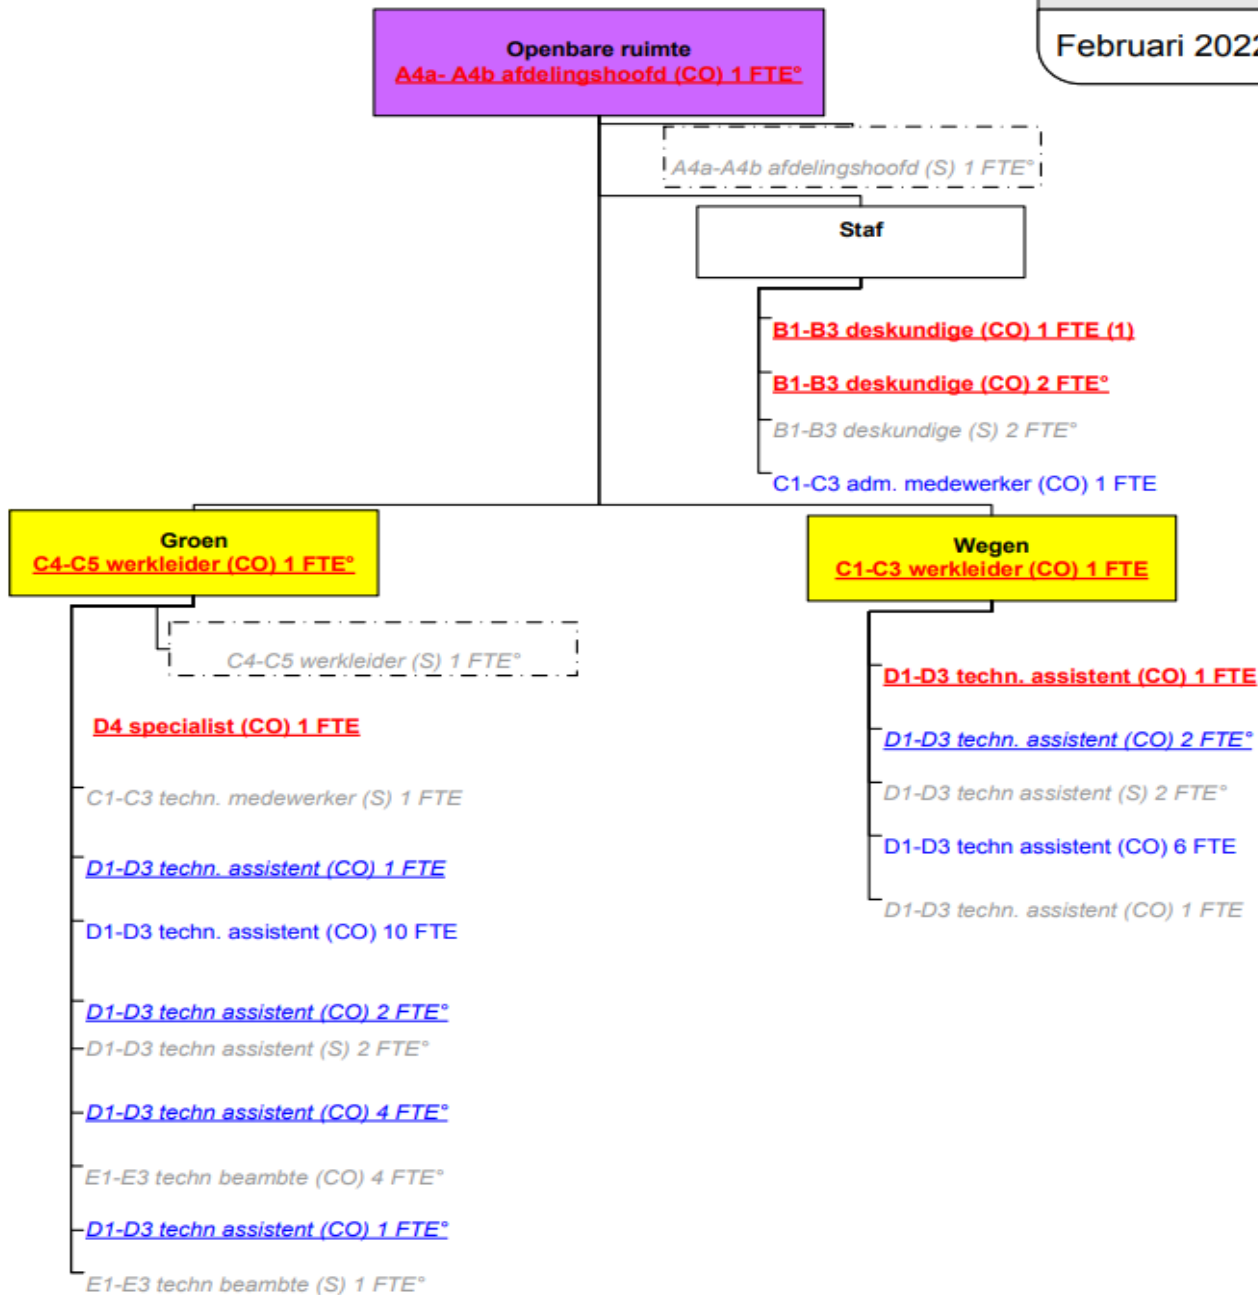 Februari 2022
Openbare ruimte
A4a- A4b afdelingshoofd (CO) 1 FTE°
A4a-A4b afdelingshoofd (S) 1 FTE°
Staf
B1-B3 deskundige (CO) 1 FTE (1)
B1-B3 deskundige (CO) 2 FTE°
B1-B3 deskundige (S) 2 FTE°
C1-C3 adm. medewerker (CO) 1 FTE
Groen
C4-C5 werkleider (CO) 1 FTE°
C4-C5 werkleider (S) 1 FTE°
D4 specialist (CO) 1 FTE
C1-C3 techn. medewerker (S) 1 FTE
D1-D3 techn. assistent (CO) 1 FTE
D1-D3 techn. assistent (CO) 10 FTE
D1-D3 techn assistent (CO) 2 FTE°
D1-D3 techn assistent (S) 2 FTE°
D1-D3 techn assistent (CO) 4 FTE°
E1-E3 techn beambte (CO) 4 FTE°
D1-D3 techn assistent (CO) 1 FTE°
E1-E3 techn beambte (S) 1 FTE°
Wegen
C1-C3 werkleider (CO) 1 FTE
D1-D3 techn. assistent (CO) 1 FTE
D1-D3 techn. assistent (CO) 2 FTE°
D1-D3 techn assistent (S) 2 FTE°
D1-D3 techn assistent (CO) 6 FTE
D1-D3 techn. assistent (CO) 1 FTE